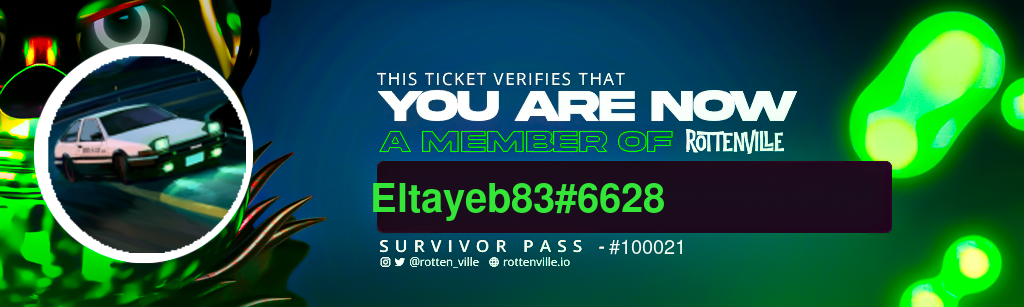 THIS TICKET VERIFIES THAT
YOU ARE NOW
A MEMBER OF ROTTENVILLE
Eltayeb83#6628
SURVIVOR PASS - #100021
@rotten_ville rottenville.io